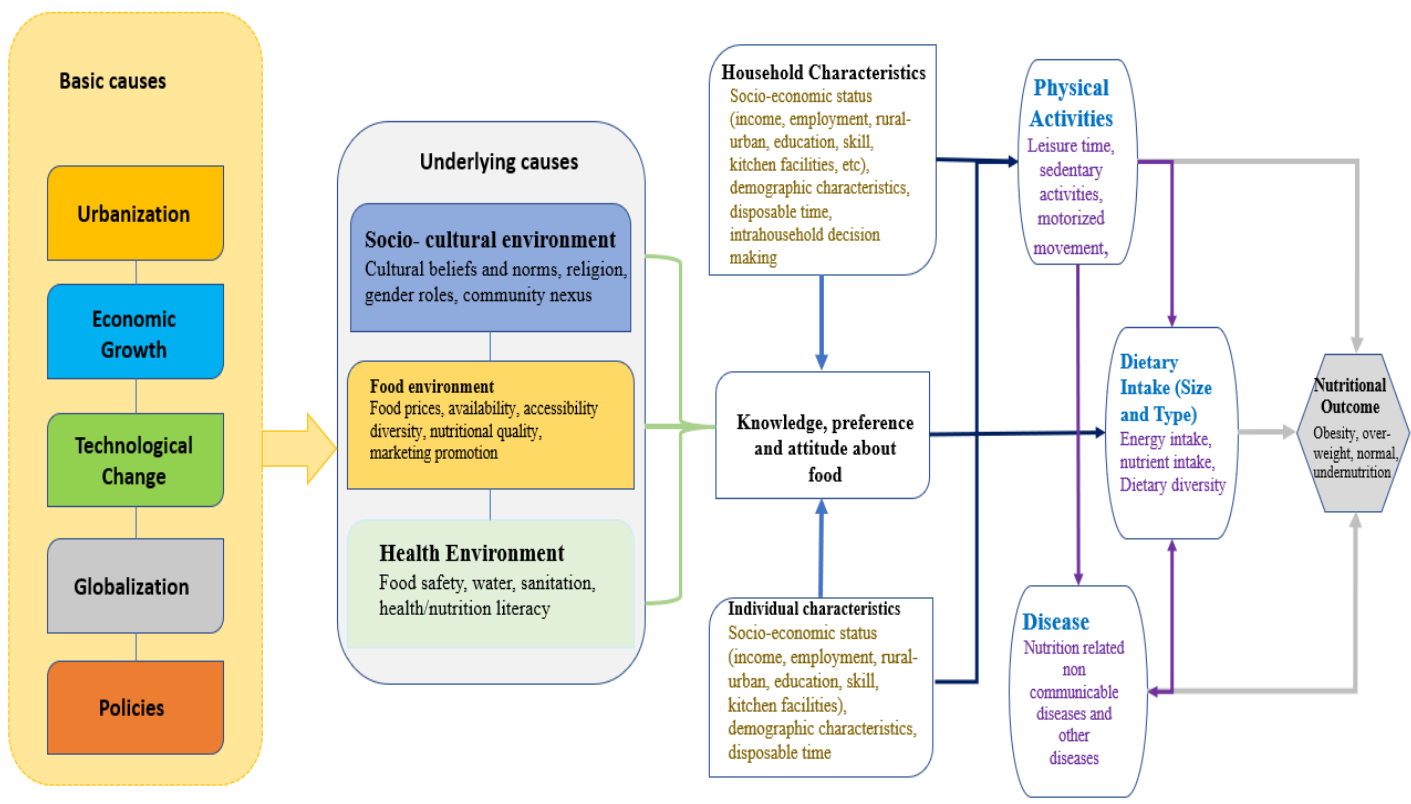 Basic causes
Urbanization
Economic
Growth
Technological
Change
Globalization
Policies
Underlying causes
Socio- cultural environment
Cultural beliefs and norms, religion,
gender roles, community nexus
Food environment
Food prices, availability, accessibility
diversity, nutritional quality,
marketing promotion
Health Environment
Food safety, water, sanitation,
health/nutrition literacy
Household Characteristics
Socio-economic status
(income, employment, rural-
urban, education, skill,
kitchen facilities, etc),
demographic characteristics,
disposable time,
intrahousehold decision
making
Knowledge, preference
and attitude about
food
Individual characteristics
Socio-economic status
(income, employment, rural-
urban, education, skill,
kitchen facilities),
demographic characteristics,
disposable time
Physical
Activities
Leisure time,
sedentary
activities,
motorized
movement,
Dietary
Intake (Size
and Type)
Energy intake,
nutrient intake,
Dietary diversity
Disease
Nutrition related
non
communicable
diseases and
other
diseases
Nutritional
Outcome
Obesity, over-
weight, normal,
undernutrition